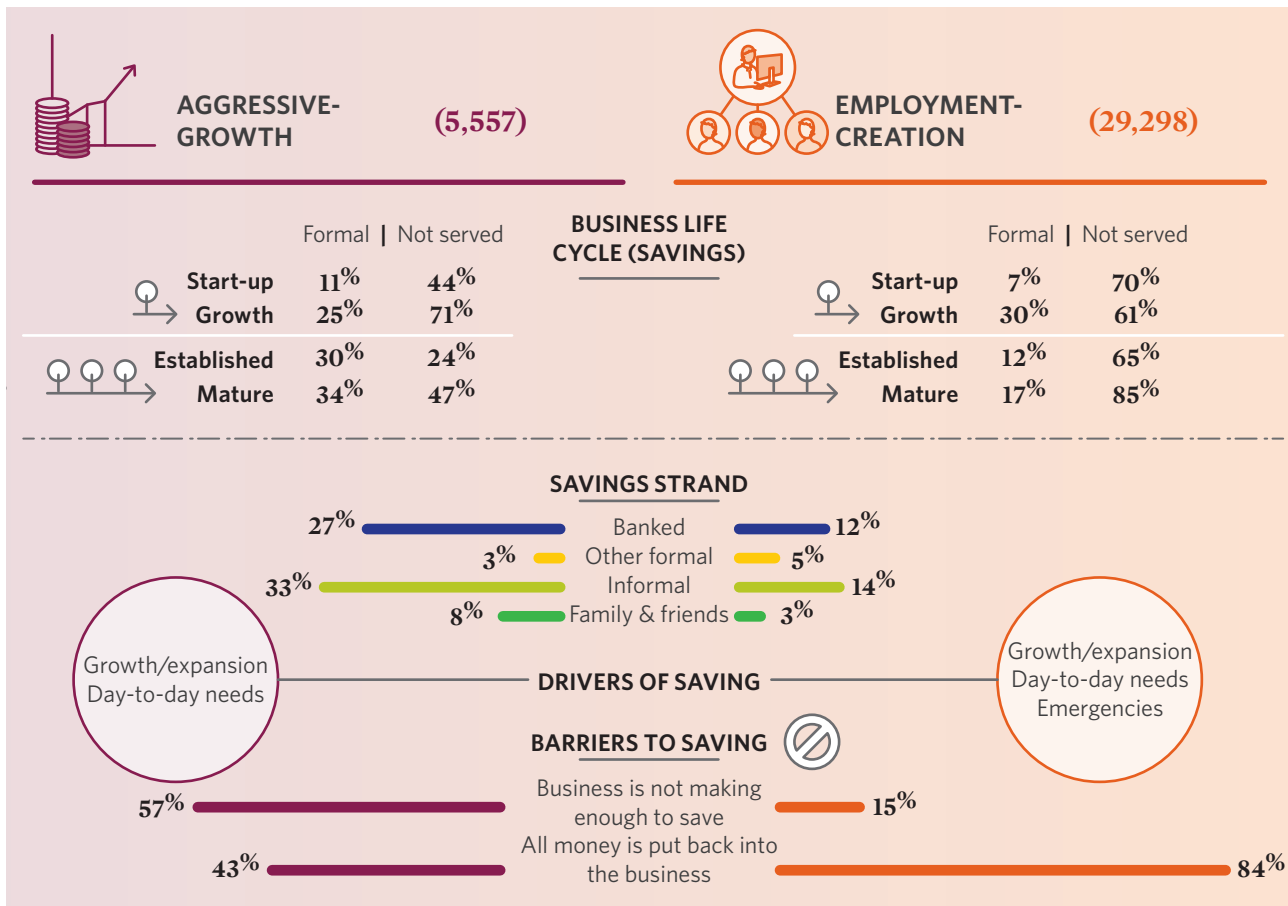 AGGRESSIVE-
GROWTH
(5,557)
EMPLOYMENT-
CREATION
(29,298)
BUSINESS LIFE
CYCLE (SAVINGS)
Formal | Not served
Start-up 11% 44%
Growth 25% 71%
Established 30% 24%
Mature 34% 47%
Formal | Not served
Start-up 7% 70%
Growth 30% 61%
Established 12% 65%
Mature 17% 85%
SAVINGS STRAND
27% Banked 12%
3% Other formal 5%
33% Informal 14%
8% Family & friends 3%
Growth/expansion
Day-to-day needs
DRIVERS OF SAVING
Growth/expansion
Day-to-day needs
Emergencies
BARRIERS TO SAVING
57%
Business is not making
enough to save
15%
43%
All money is put back into
the business
84%